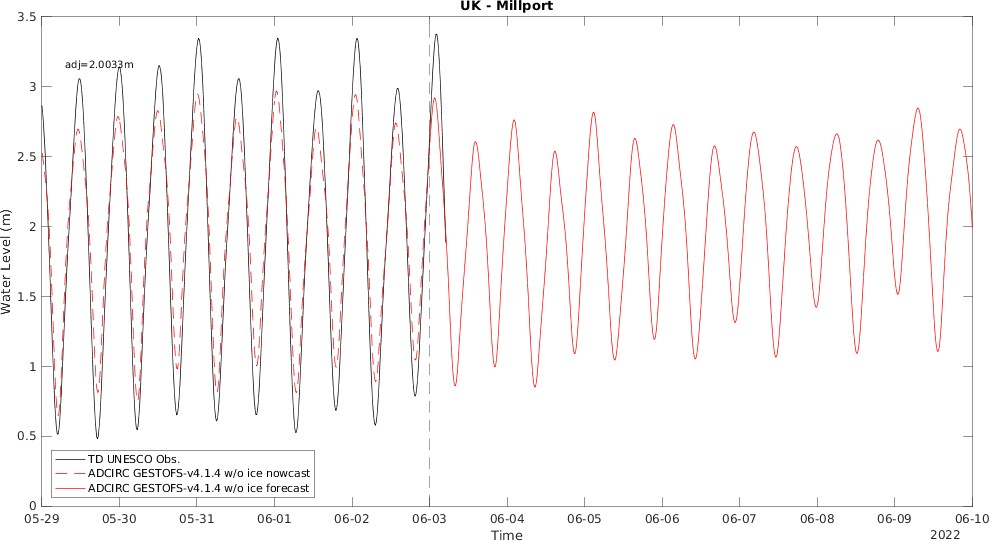 UK - Millport
adj=2.0033m
3.5
3
2.5
2
1.5
1
0.5
0
Water Level (m)
TD UNESCO Obs.
ADCIRC GESTOFS-v4.1.4 w/o ice nowcast
ADCIRC GESTOFS-v4.1.4 w/o ice forecast
05-29 05-30 05-31 06-01 06-02 06-03 06-04 06-05 06-06 06-07 06-08 06-09 06-10
Time
2022